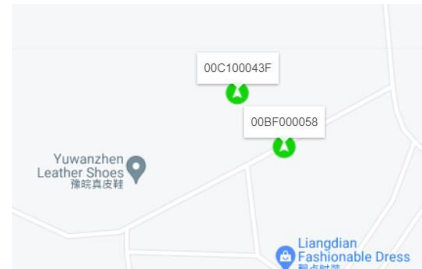 00C100043F
00BF000058
Yuwanzhen
Leather Shoes
豫皖真皮鞋
Liangdian
Fashionable Dress